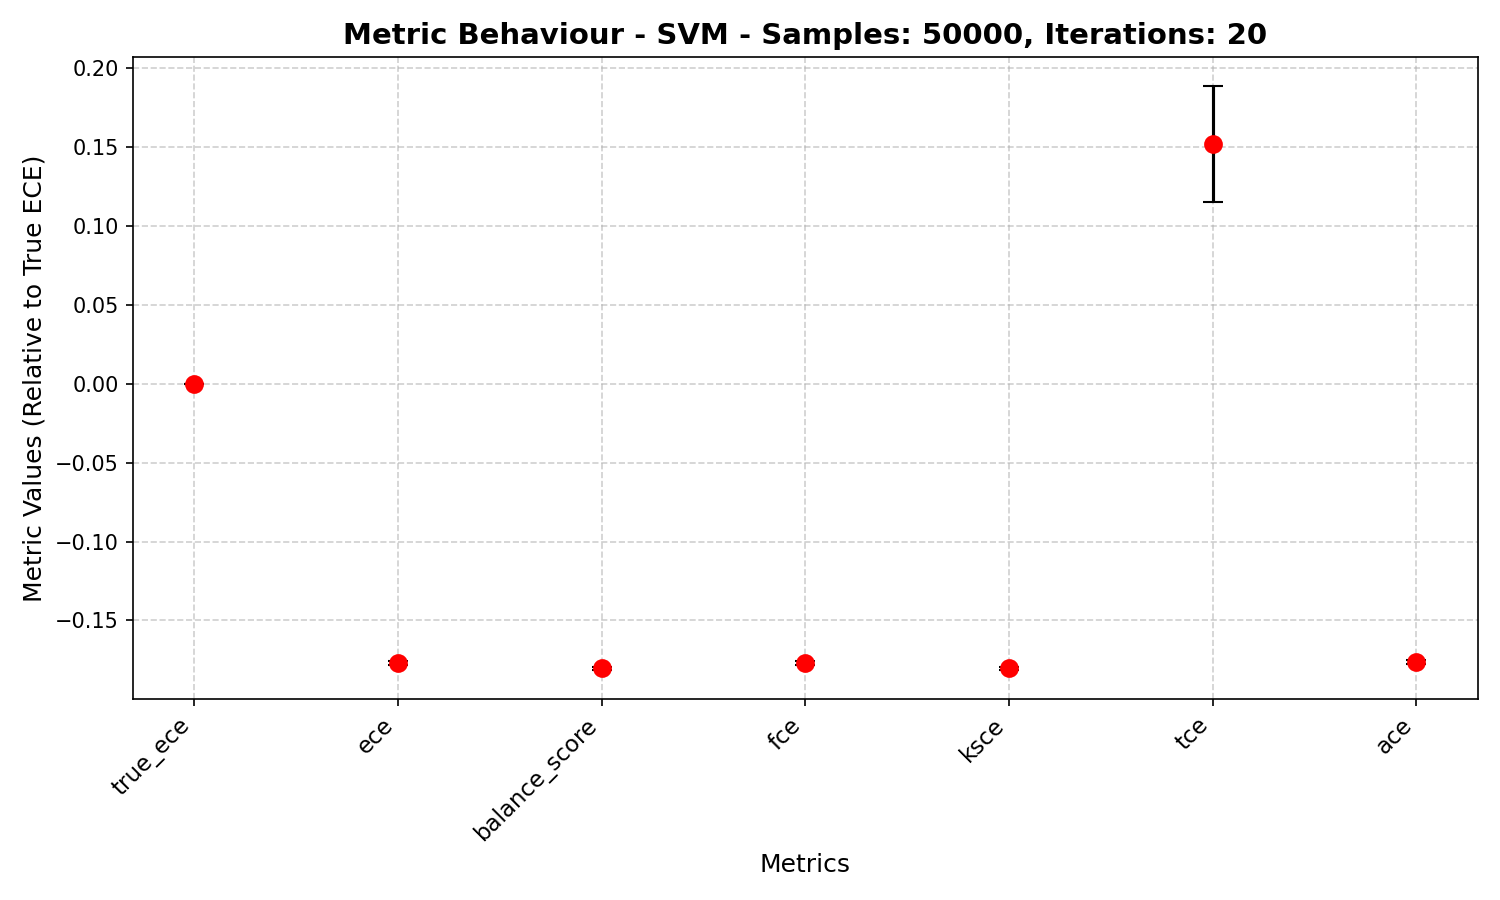 Metric Behaviour - SVM - Samples: 50000, Iterations: 20
Metric Values (Relative to True ECE)
0.20
0.15
0.10
0.05
0.00
−0.05
−0.10
−0.15
true_ece
ece
balance_score
fce
ksce
tce
ace
Metrics